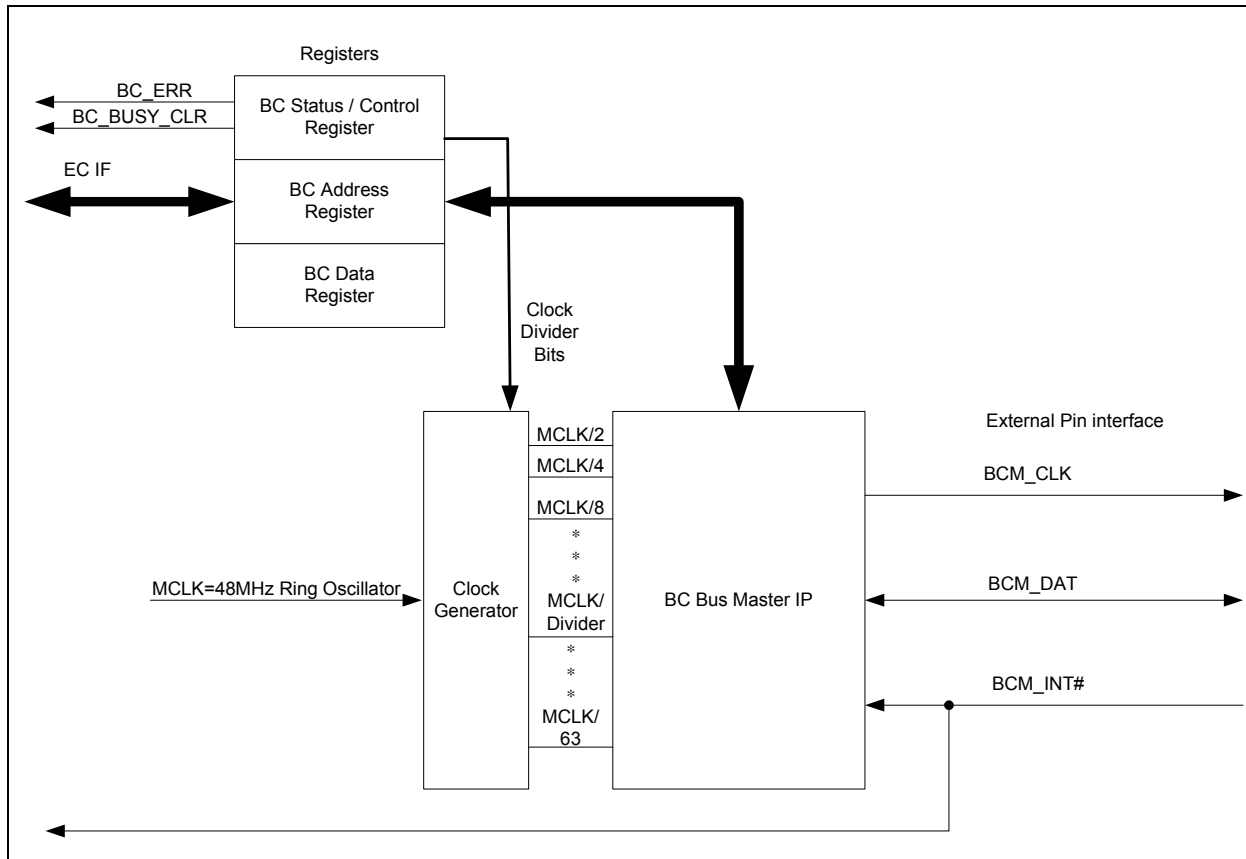 Registers
BC_ERR
BC_BUSY_CLR
BC Status / Control
Register
EC IF
BC Address
Register
BC Data
Register
Clock
Divider
Bits
MCLK/2
MCLK/4
MCLK/8
*
*
*
MCLK/
Divider
*
*
*
MCLK/
63
MCLK=48MHz Ring Oscillator
Clock
Generator
BC Bus Master IP
External Pin interface
BCM_CLK
BCM_DAT
BCM_INT#